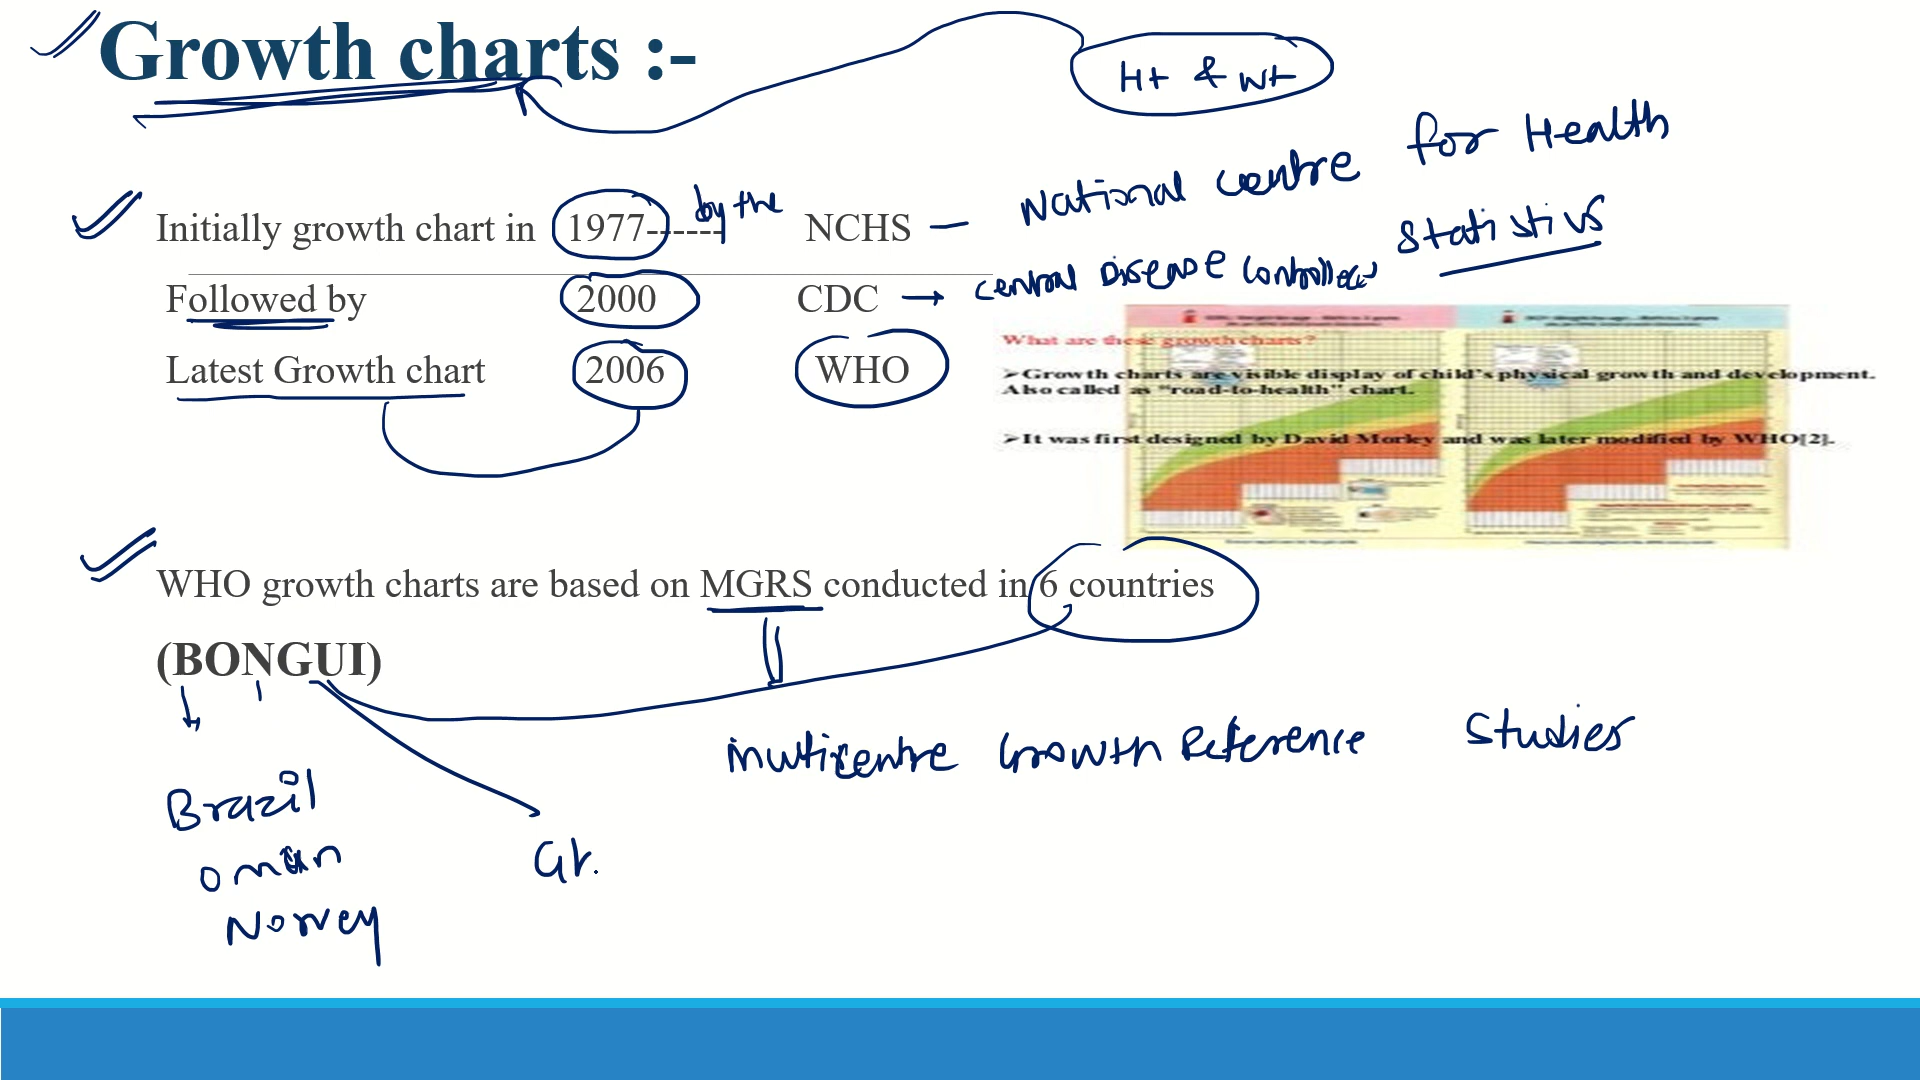 Growth charts :-
Ht & wt
Initially growth chart in 1977------ by the NCHS – National centre for Health
Statistivs
Followed by 2000 CDC → central Disease
Latest Growth chart 2006 WHO
What are these growth charts?
➢Growth charts are visible display of child's physical growth and development.
Also called as "road-to-health" chart.
➢It was first designed by David Morley and was later modified by WHO[2].
WHO growth charts are based on MGRS conducted in 6 countries
(BONGUI)
multicentre Growth Reference Studies
Brazil
oman
Norvey